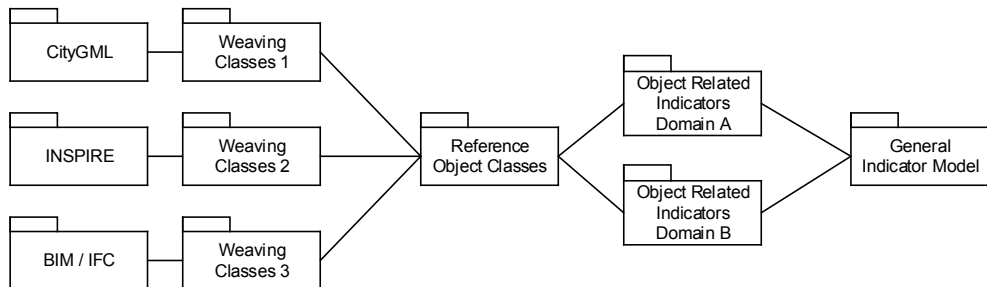 CityGML
Weaving
Classes 1
INSPIRE
Weaving
Classes 2
BIM / IFC
Weaving
Classes 3
Reference
Object Classes
Object Related
Indicators
Domain A
Object Related
Indicators
Domain B
General
Indicator Model